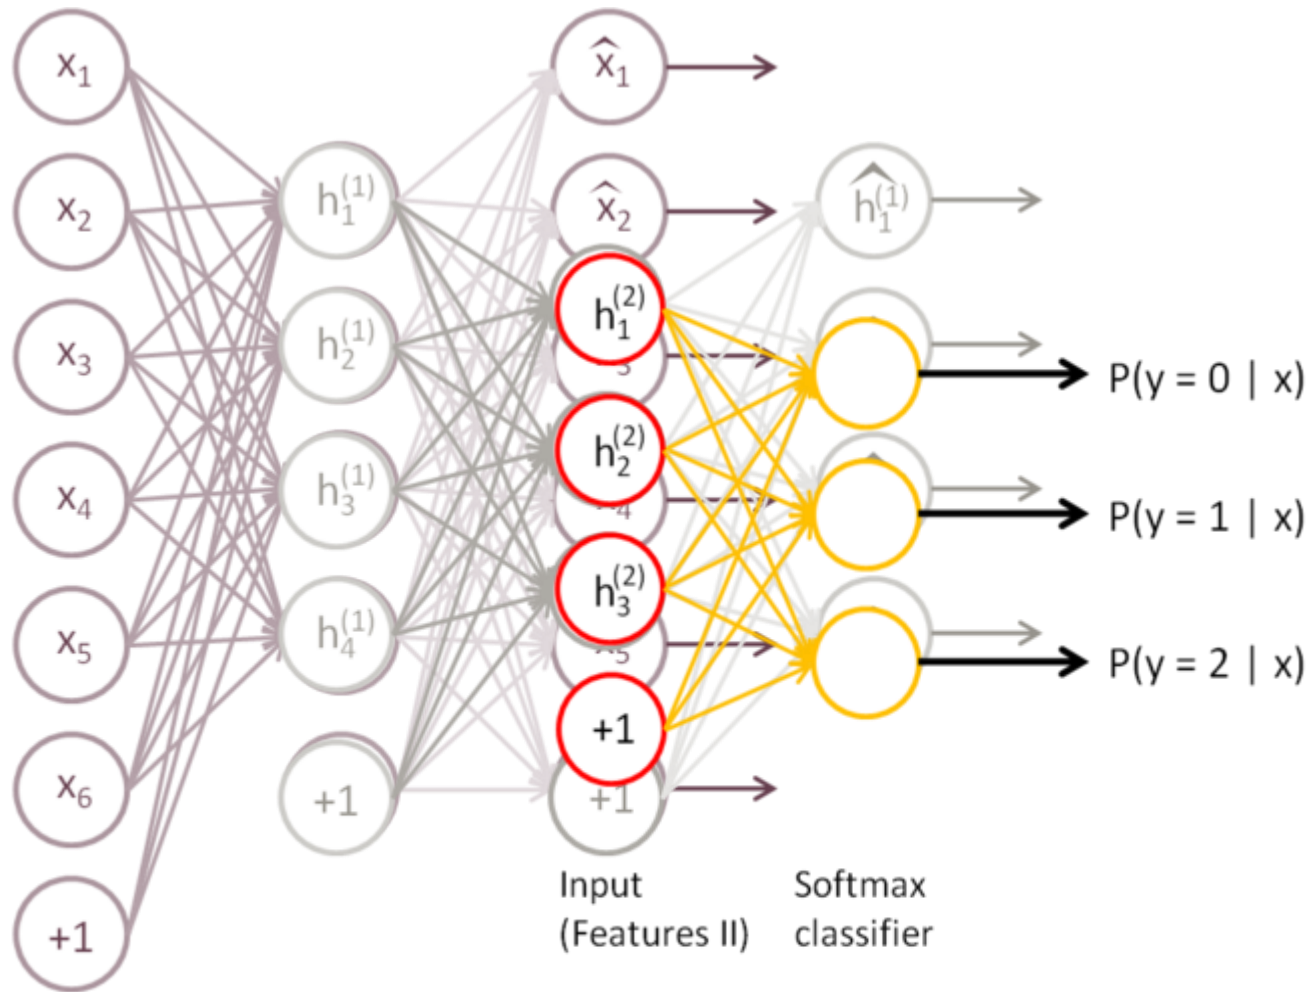 x₁
x₂
x₃
x₄
x₅
x₆
+1
h₁⁽¹⁾
h₂⁽¹⁾
h₃⁽¹⁾
h₄⁽¹⁾
+1
x̂₁
x̂₂
h₁⁽²⁾
h₂⁽²⁾
h₃⁽²⁾
+1
+1
ĥ₁⁽¹⁾
P(y = 0 | x)
P(y = 1 | x)
P(y = 2 | x)
Input
(Features II)
Softmax
classifier